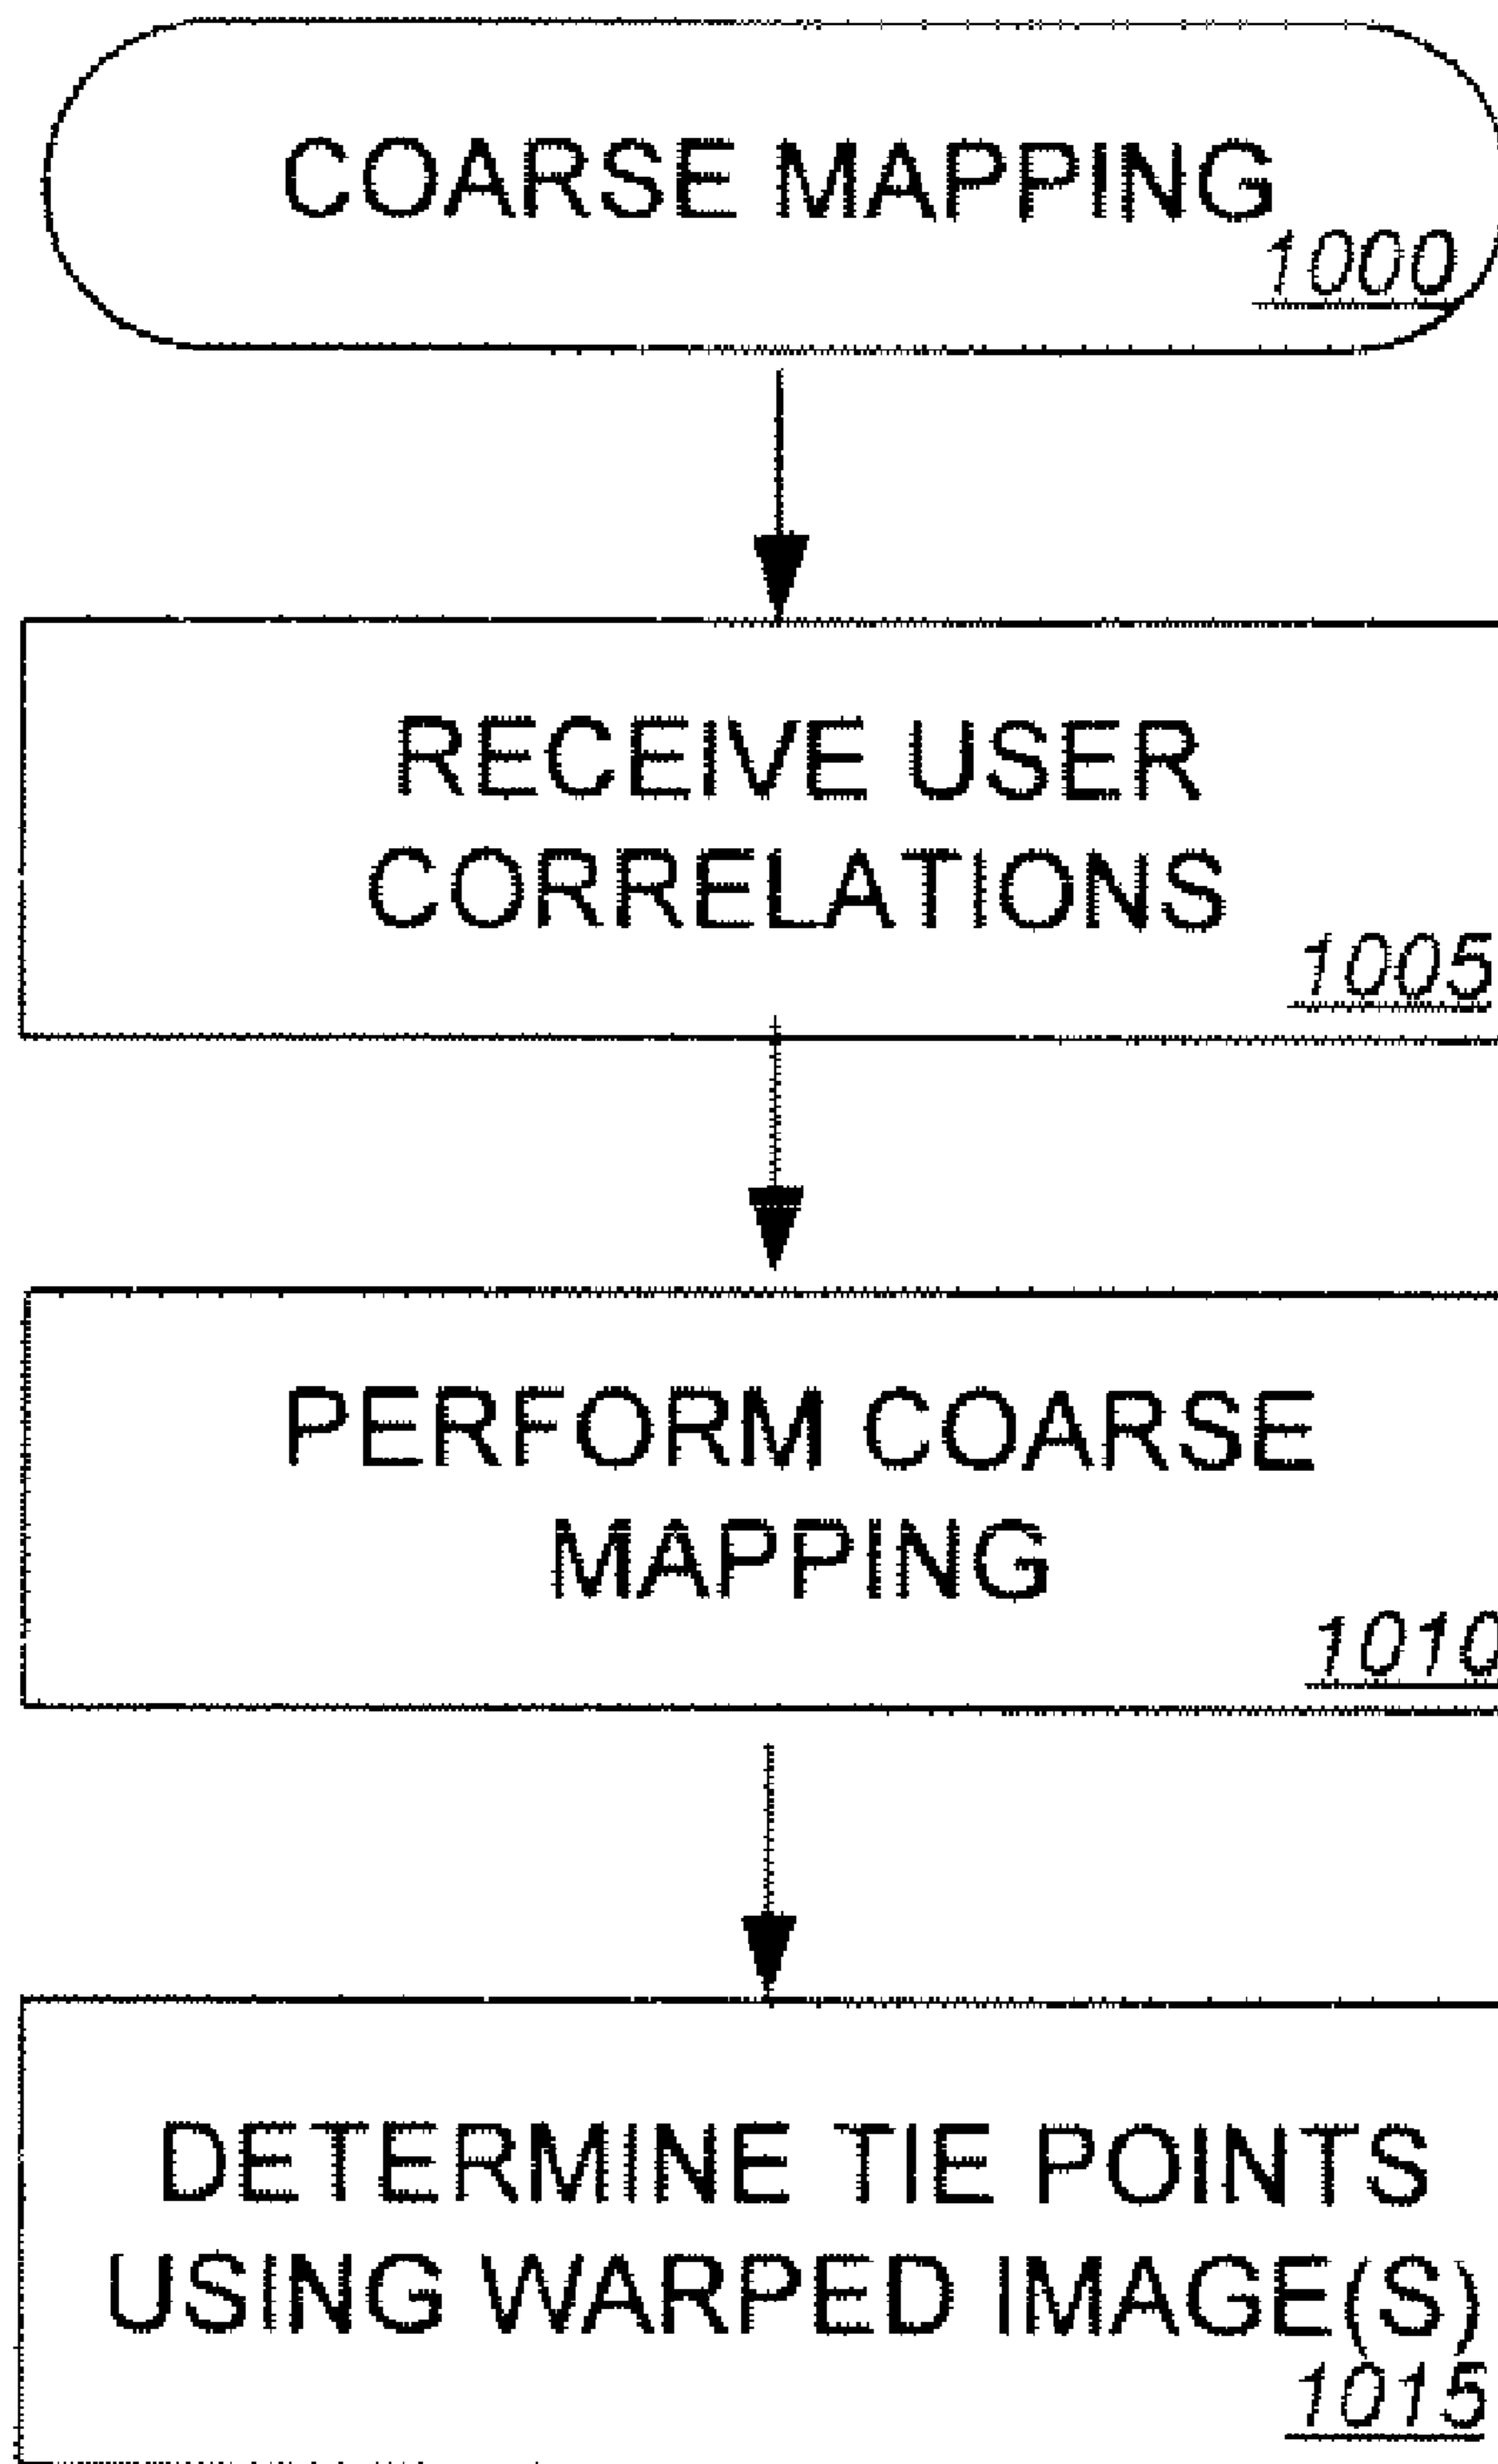 COARSE MAPPING
1000
RECEIVE USER
CORRELATIONS
1005
PERFORM COARSE
MAPPING
1010
DETERMINE TIE POINTS
USING WARPED IMAGE(S)
1015